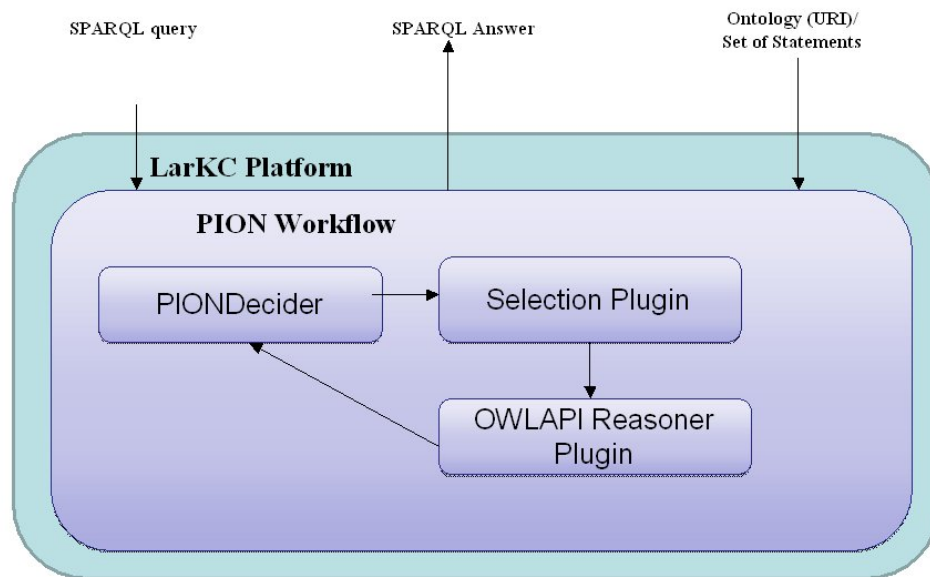 SPARQL query
SPARQL Answer
Ontology (URI)/
Set of Statements
LarKC Platform
PION Workflow
PIONDecider
Selection Plugin
OWLAPI Reasoner
Plugin